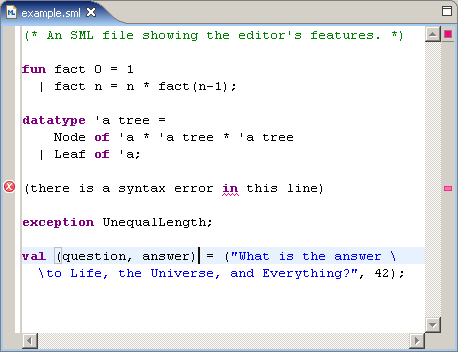 example.sml
(* An SML file showing the editor's features. *)
fun fact 0 = 1
  | fact n = n * fact(n-1);
datatype 'a tree =
    Node of 'a * 'a tree * 'a tree
  | Leaf of 'a;
(there is a syntax error in this line)
exception UnequalLength;
val (question, answer) = ("What is the answer \
  \to Life, the Universe, and Everything?", 42);